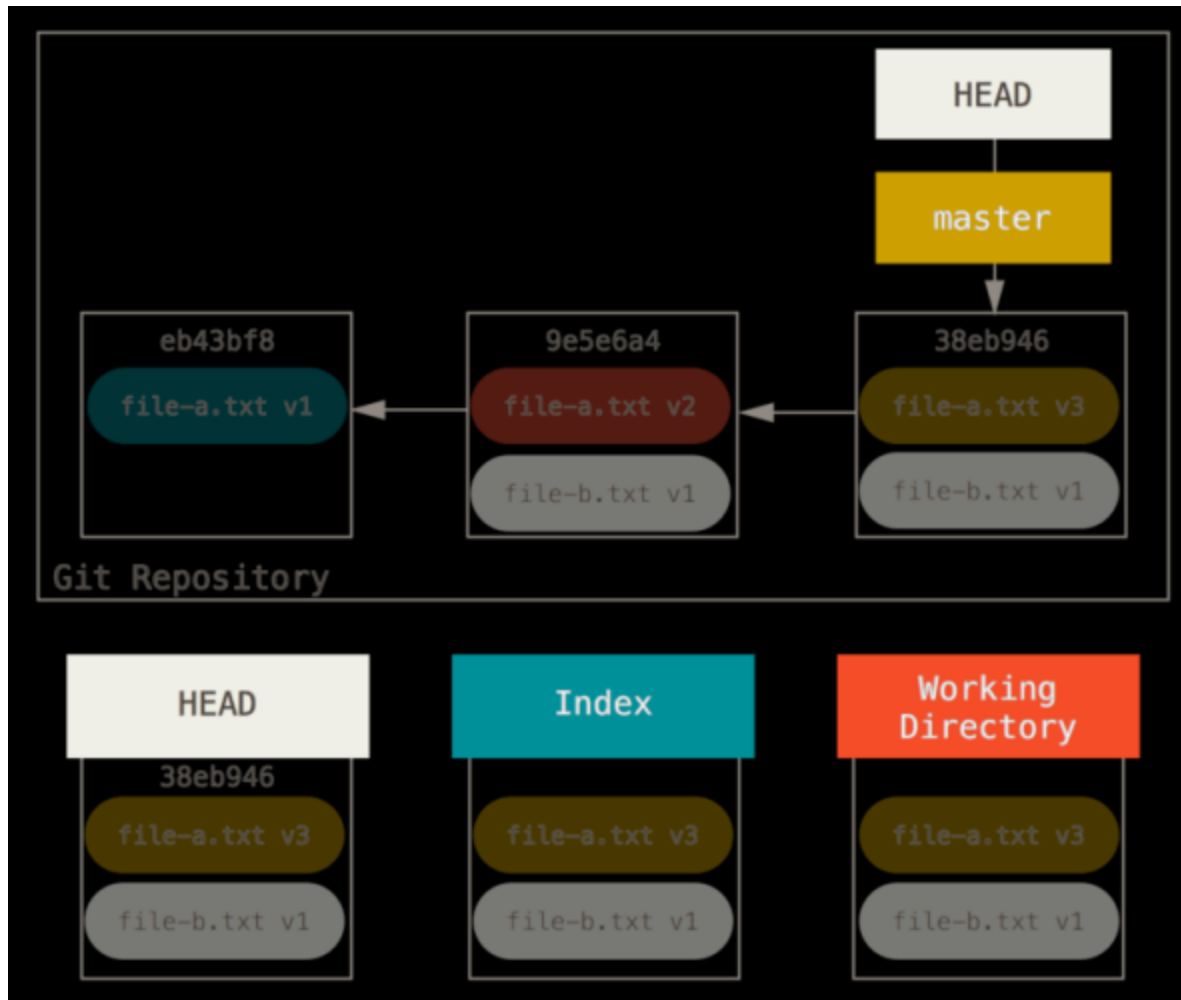 HEAD
master
eb43bf8
9e5e6a4
38eb946
file-a.txt v1
file-a.txt v2
file-a.txt v3
file-b.txt v1
file-b.txt v1
Git Repository
HEAD
Index
Working
Directory
38eb946
file-a.txt v3
file-a.txt v3
file-a.txt v3
file-b.txt v1
file-b.txt v1
file-b.txt v1